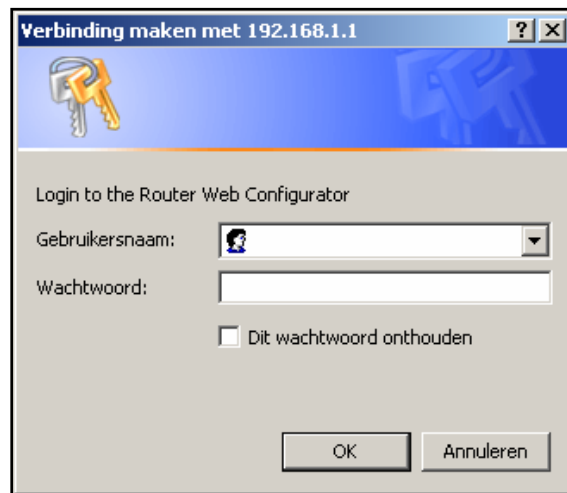 Verbinding maken met 192.168.1.1
Login to the Router Web Configurator
Gebruikersnaam:
Wachtwoord:
Dit wachtwoord onthouden
OK Annuleren